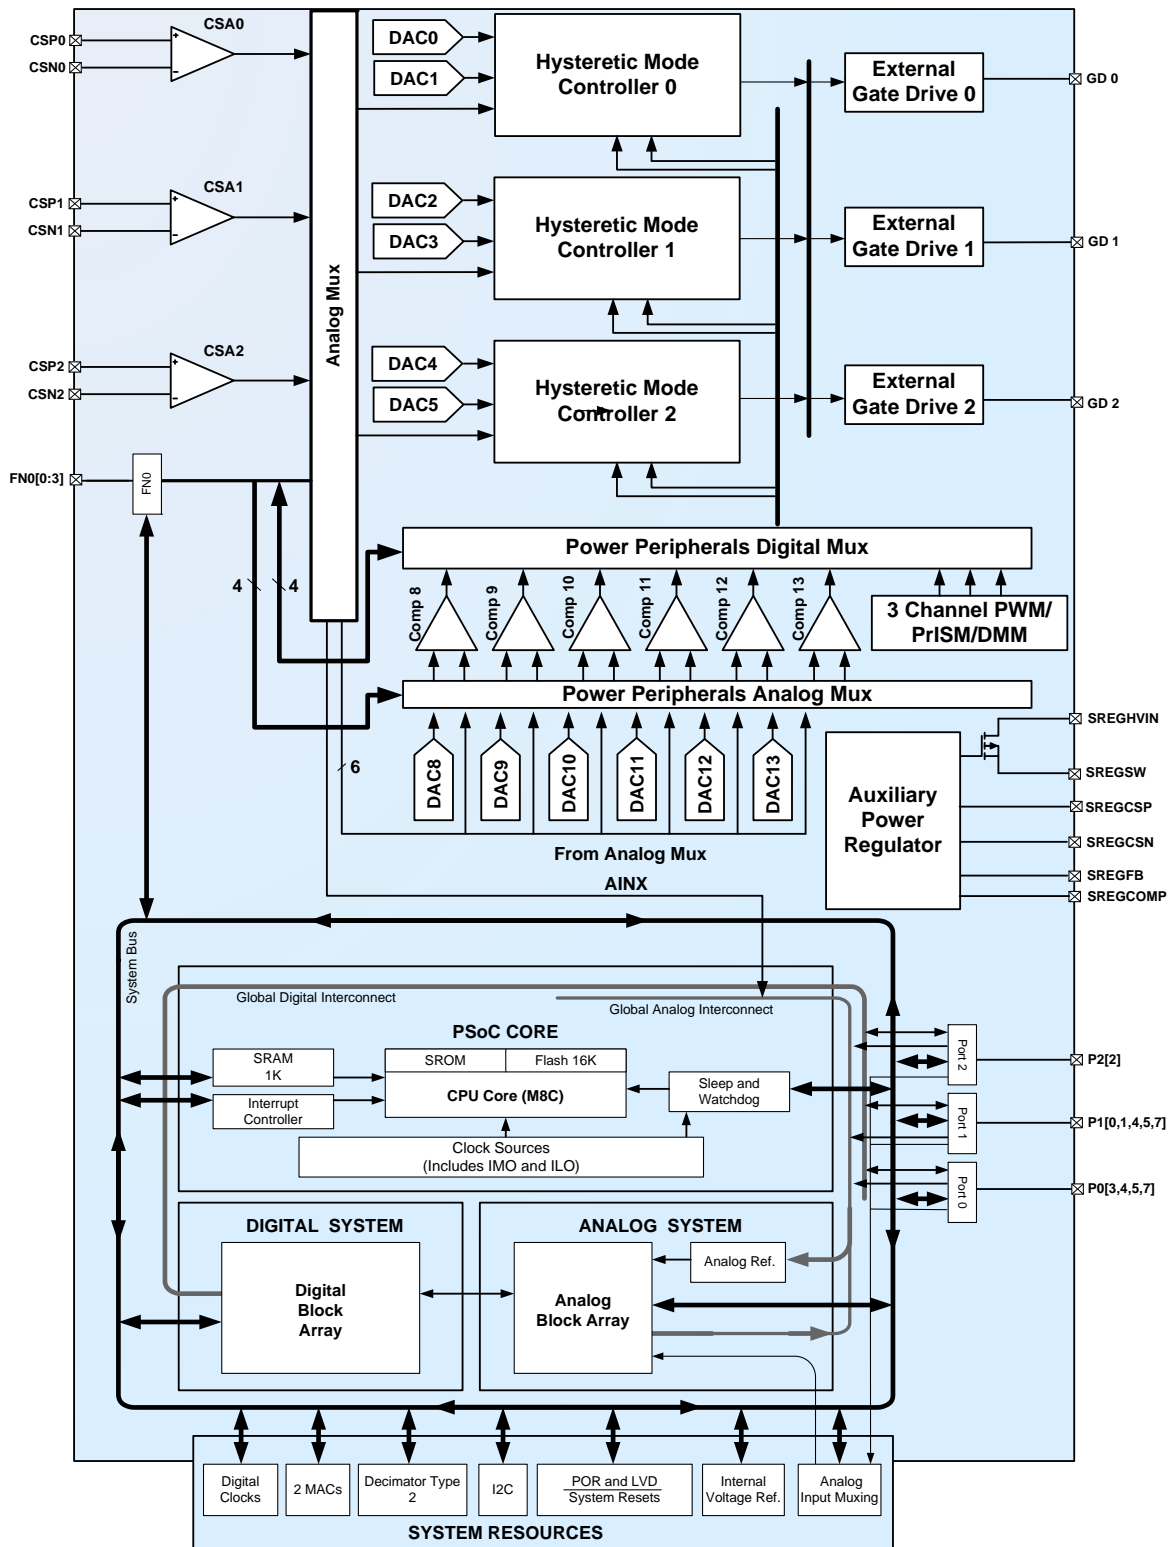 CSP0
CSN0
CSA0
+
−
DAC0
DAC1
Hysteretic Mode
Controller 0
External
Gate Drive 0
GD 0
CSP1
CSN1
CSA1
+
−
DAC2
DAC3
Hysteretic Mode
Controller 1
External
Gate Drive 1
GD 1
Analog Mux
CSP2
CSN2
CSA2
+
−
DAC4
DAC5
Hysteretic Mode
Controller 2
External
Gate Drive 2
GD 2
FN0[0:3]
FN0
4
4
Power Peripherals Digital Mux
Comp 8
Comp 9
Comp 10
Comp 11
Comp 12
Comp 13
3 Channel PWM/
PrISM/DMM
Power Peripherals Analog Mux
DAC8
DAC9
DAC10
DAC11
DAC12
DAC13
6
From Analog Mux
AINX
Auxiliary
Power
Regulator
SREGHVIN
SREGSW
SREGCSP
SREGCSN
SREGFB
SREGCOMP
System Bus
Global Digital Interconnect
Global Analog Interconnect
PSoC CORE
SRAM
1K
SROM
Flash 16K
CPU Core (M8C)
Interrupt
Controller
Sleep and
Watchdog
Clock Sources
(Includes IMO and ILO)
Port 2
P2[2]
Port 1
P1[0,1,4,5,7]
Port 0
P0[3,4,5,7]
DIGITAL SYSTEM
Digital
Block
Array
ANALOG SYSTEM
Analog
Block Array
Analog Ref.
Digital
Clocks
2 MACs
Decimator Type
2
I2C
POR and LVD
System Resets
Internal
Voltage Ref.
Analog
Input Muxing
SYSTEM RESOURCES